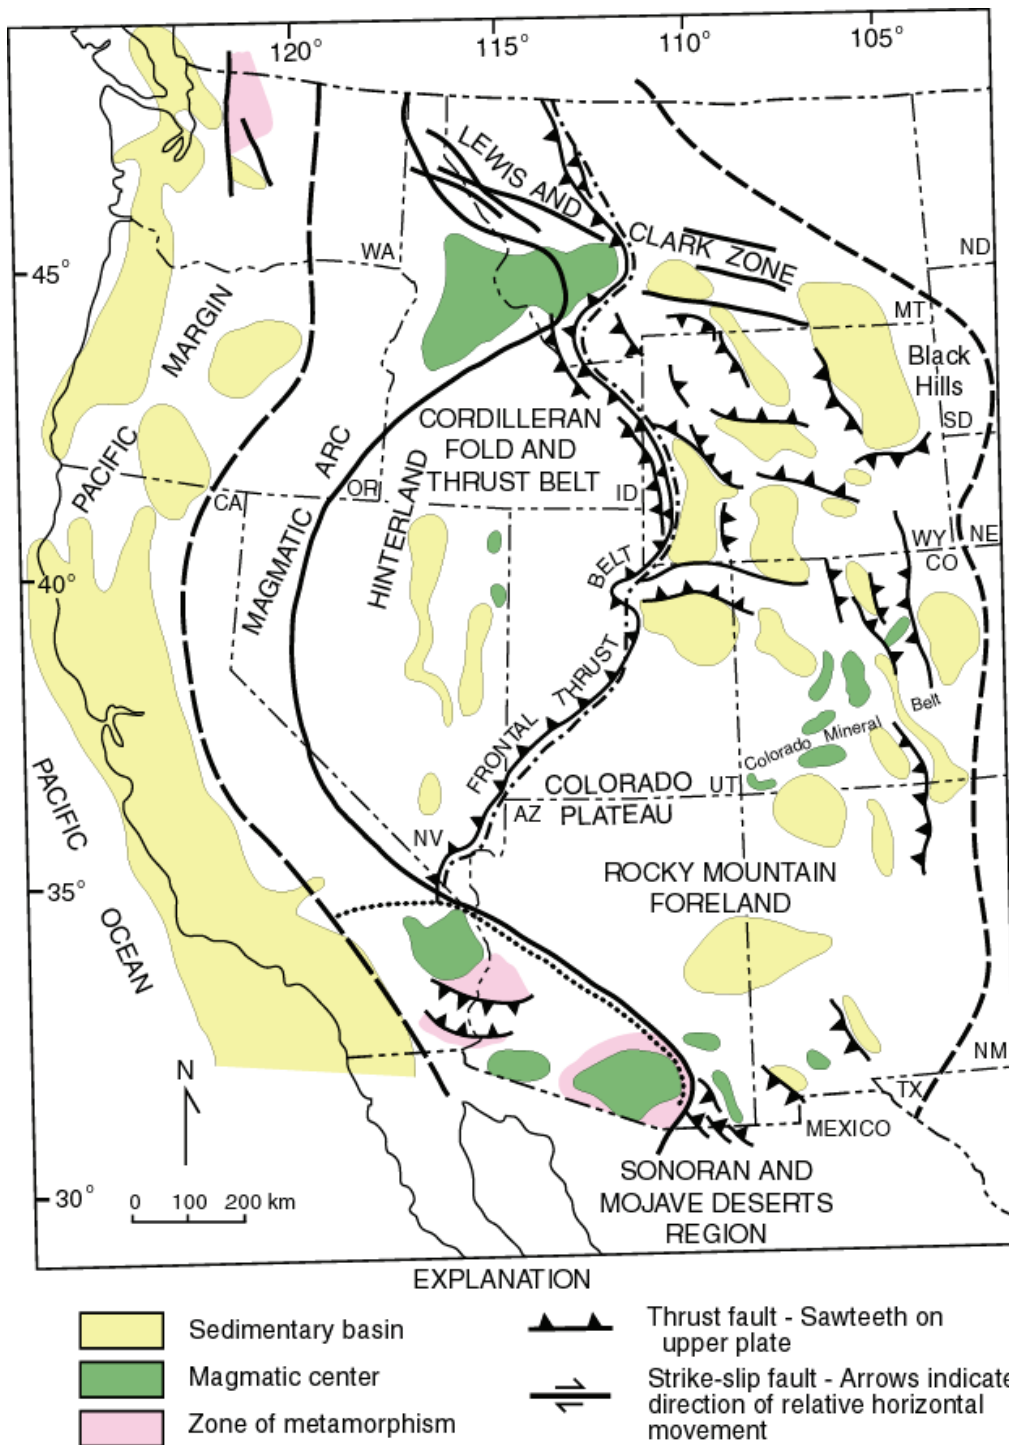 120°
115°
110°
105°
LEWIS AND
CLARK ZONE
WA
ND
45°
MT
MARGIN
Black
Hills
CORDILLERAN
FOLD AND
THRUST BELT
SD
ARC
PACIFIC
HINTERLAND
CA
OR
ID
MAGMATIC
WY
NE
CO
BELT
40°
THRUST
Belt
Mineral
Colorado
FRONTAL
COLORADO
PLATEAU
UT
AZ
NV
PACIFIC
35°
ROCKY MOUNTAIN
FORELAND
OCEAN
NM
N
TX
MEXICO
SONORAN AND
MOJAVE DESERTS
REGION
30°
0 100 200 km
EXPLANATION
Sedimentary basin
Magmatic center
Zone of metamorphism
Thrust fault - Sawteeth on
upper plate
Strike-slip fault - Arrows indicate
direction of relative horizontal
movement